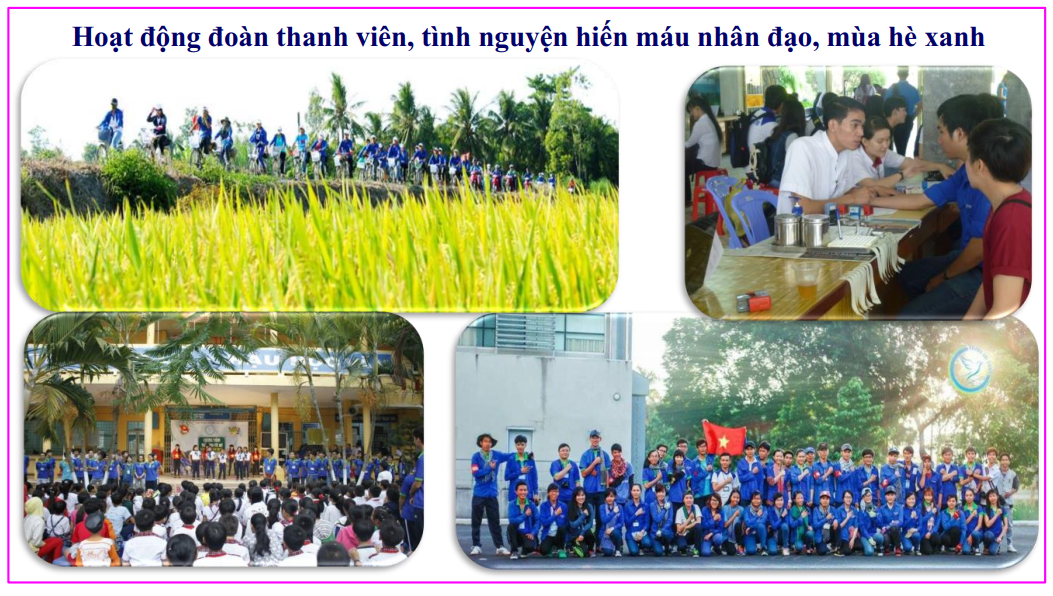 Hoạt động đoàn thanh viên, tình nguyện hiến máu nhân đạo, mùa hè xanh